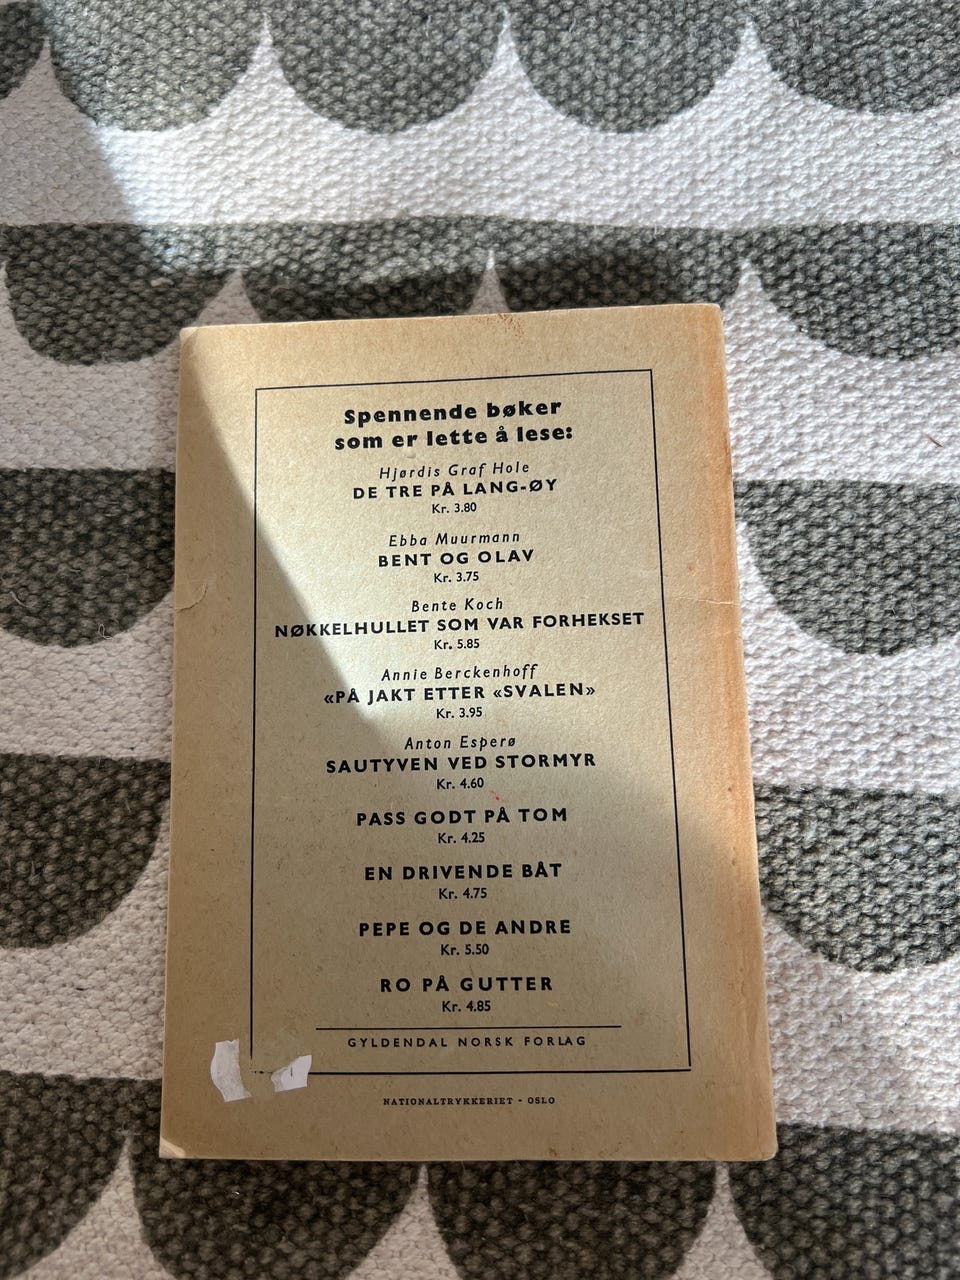 Spennende bøker
som er lette å lese:
Hjørdis Graf Hole
DE TRE PÅ LANG-ØY
Kr. 3.80
Ebba Muurmann
BENT OG OLAV
Kr. 3.75
Bente Koch
NØKKELHULLET SOM VAR FORHEKSET
Kr. 5.85
Annie Berckenhoff
«PÅ JAKT ETTER «SVALEN»
Kr. 3.95
Anton Esperø
SAUTYVEN VED STORMYR
Kr. 4.60
PASS GODT PÅ TOM
Kr. 4.25
EN DRIVENDE BÅT
Kr. 4.75
PEPE OG DE ANDRE
Kr. 5.50
RO PÅ GUTTER
Kr. 4.85
GYLDENDAL NORSK FORLAG
NATIONALTRYKKERIET - OSLO